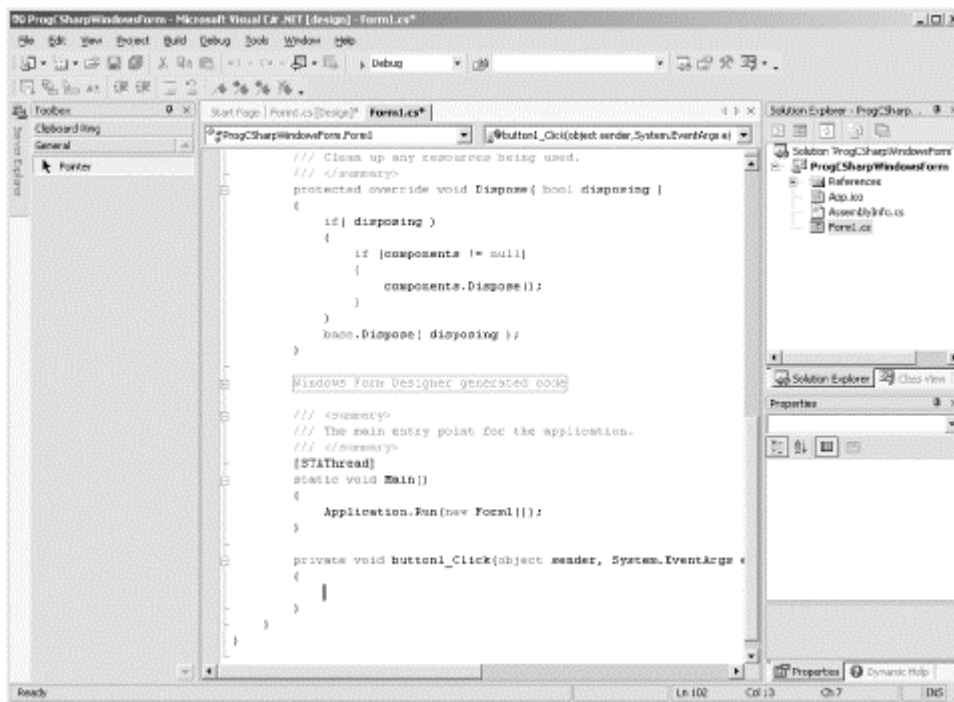 ProgCSharpWindowsForm - Microsoft Visual C# .NET [design] - Form1.cs*
File Edit View Project Build Debug Tools Window Help
Debug
Toolbox
Clipboard Ring
General
Pointer
Server Explorer
Start Page Form1.cs [Design]* Form1.cs*
ProgCSharpWindowsForm.Form1
button1_Click(object sender,System.EventArgs e)
/// Clean up any resources being used.
/// </summary>
protected override void Dispose( bool disposing )
{
if( disposing )
{
if (components != null)
{
components.Dispose();
}
}
base.Dispose( disposing );
}
Windows Form Designer generated code
/// <summary>
/// The main entry point for the application.
/// </summary>
[STAThread]
static void Main()
{
Application.Run(new Form1());
}
private void button1_Click(object sender, System.EventArgs e
{
}
}
}
Solution Explorer - ProgCSharp...
Solution 'ProgCSharpWindowsForm'
ProgCSharpWindowsForm
References
App.ico
AssemblyInfo.cs
Form1.cs
Solution Explorer Class View
Properties
Properties Dynamic Help
Ready Ln 102 Col 13 Ch 7 INS